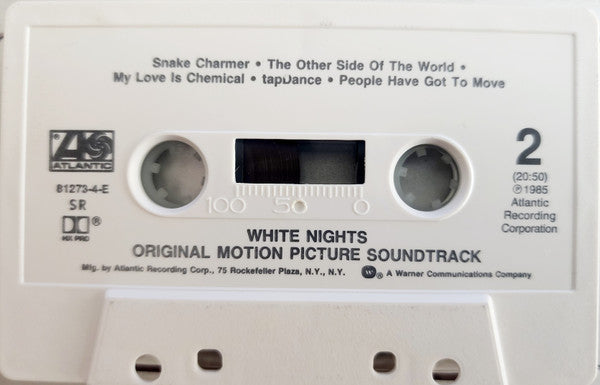 Snake Charmer • The Other Side Of The World •
My Love Is Chemical • tapDance • People Have Got To Move
ATLANTIC
81273-4-E
SR
HX PRO
2
(20:50)
℗1985
Atlantic
Recording
Corporation
100 50 0
WHITE NIGHTS
ORIGINAL MOTION PICTURE SOUNDTRACK
Mfg. by Atlantic Recording Corp., 75 Rockefeller Plaza, N.Y., N.Y. ® A Warner Communications Company